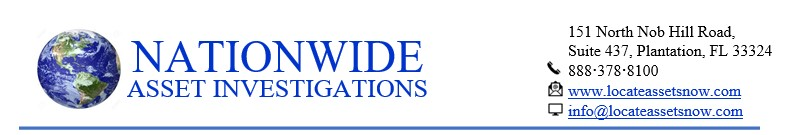 NATIONWIDE
ASSET INVESTIGATIONS
151 North Nob Hill Road,
Suite 437, Plantation, FL 33324
888·378·8100
www.locateassetsnow.com
info@locateassetsnow.com